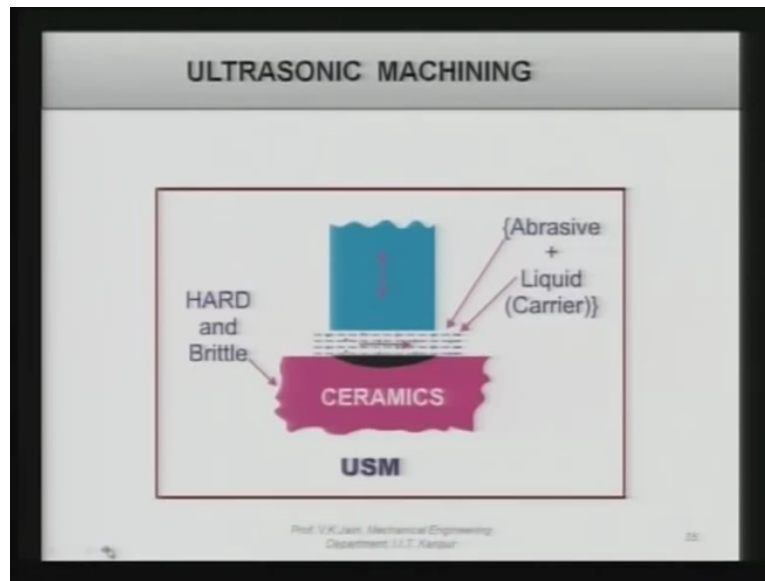 ULTRASONIC MACHINING
{Abrasive
+
Liquid
(Carrier)}
HARD
and
Brittle
CERAMICS
USM
Prof. V.K.Jain, Mechanical Engineering
Department, I.I.T. Kanpur